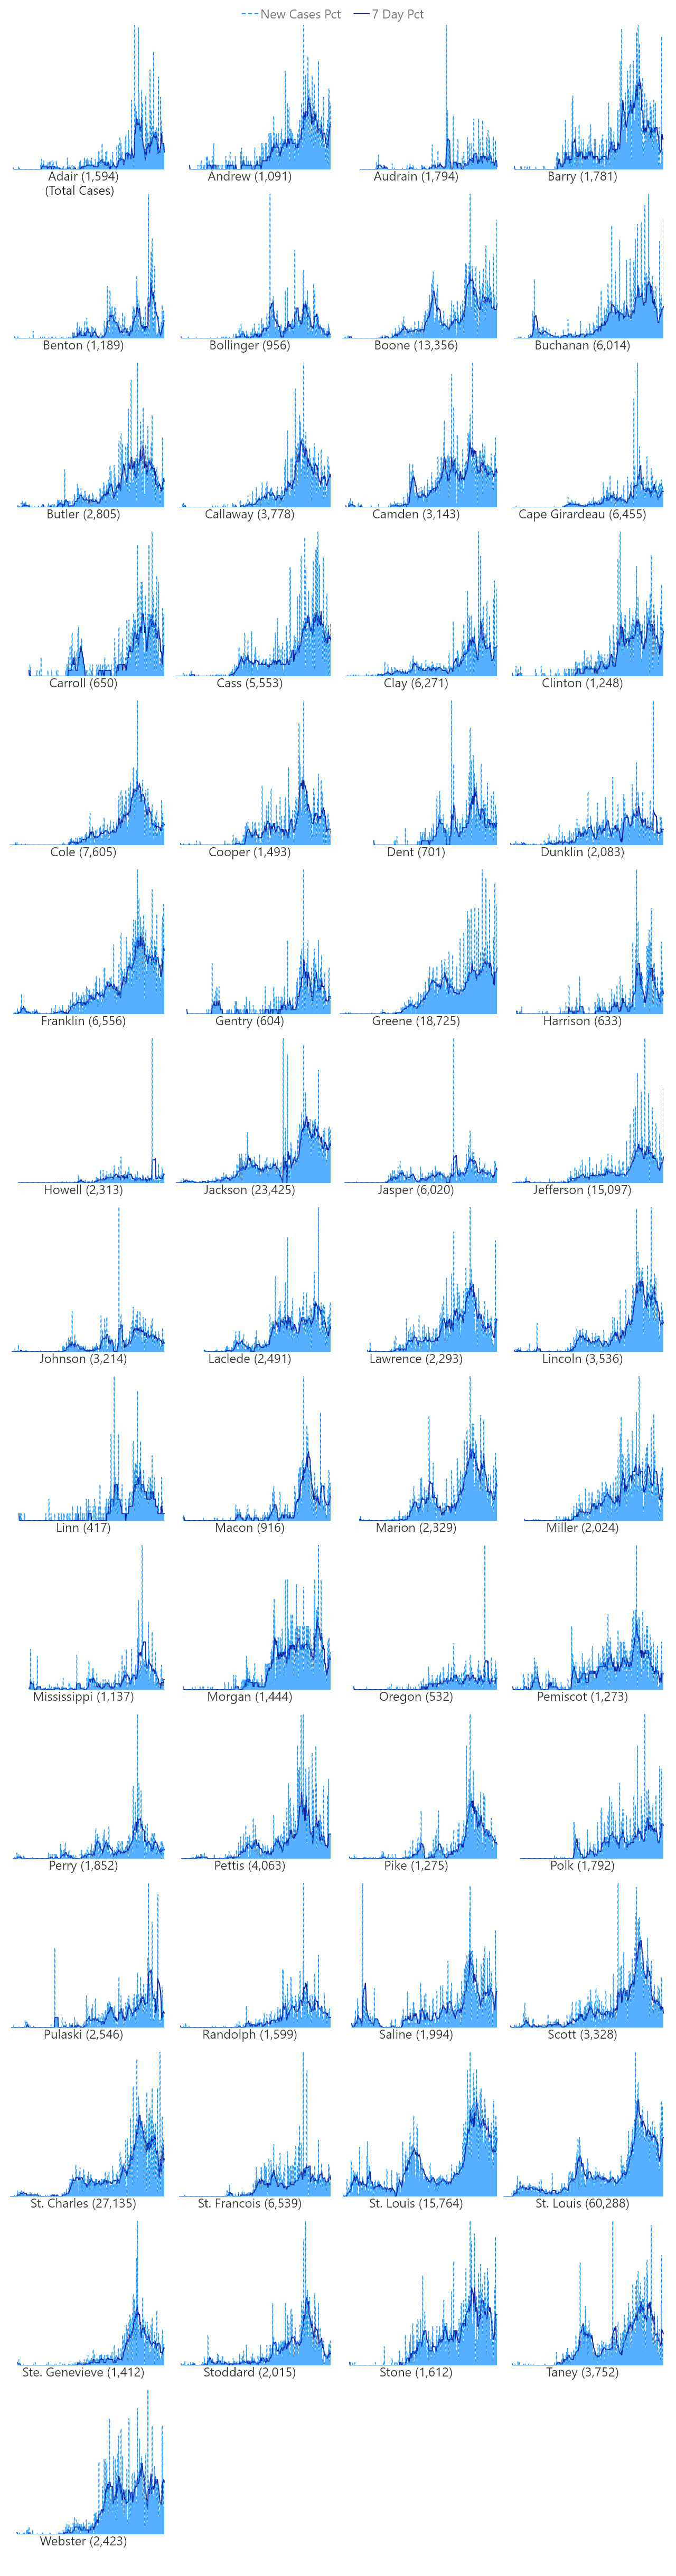 New Cases Pct 7 Day Pct
Adair (1,594) Andrew (1,091) Audrain (1,794) Barry (1,781)
(Total Cases)
Benton (1,189) Bollinger (956) Boone (13,356) Buchanan (6,014)
Butler (2,805) Callaway (3,778) Camden (3,143) Cape Girardeau (6,455)
Carroll (650) Cass (5,553) Clay (6,271) Clinton (1,248)
Cole (7,605) Cooper (1,493) Dent (701) Dunklin (2,083)
Franklin (6,556) Gentry (604) Greene (18,725) Harrison (633)
Howell (2,313) Jackson (23,425) Jasper (6,020) Jefferson (15,097)
Johnson (3,214) Laclede (2,491) Lawrence (2,293) Lincoln (3,536)
Linn (417) Macon (916) Marion (2,329) Miller (2,024)
Mississippi (1,137) Morgan (1,444) Oregon (532) Pemiscot (1,273)
Perry (1,852) Pettis (4,063) Pike (1,275) Polk (1,792)
Pulaski (2,546) Randolph (1,599) Saline (1,994) Scott (3,328)
St. Charles (27,135) St. Francois (6,539) St. Louis (15,764) St. Louis (60,288)
Ste. Genevieve (1,412) Stoddard (2,015) Stone (1,612) Taney (3,752)
Webster (2,423)